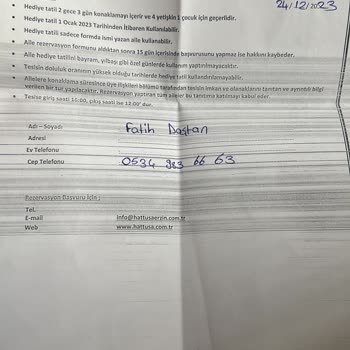 24/12/2023
Hediye tatil 2 gece 3 gün konaklamayı içerir ve 4 yetişkin 1 çocuk için geçerlidir.
Hediye tatil 1 Ocak 2023 Tarihinden İtibaren Kullanılabilir.
Hediye tatili sadece formda ismi yazan aile kullanabilir.
Aile rezervasyon formunu aldıktan sonra 15 gün içerisinde başvurusunu yapmaz ise hakkını kaybeder.
Aile hediye tatilini bayram, yılbaşı gibi özel günlerde kullanım yaptırılmayacaktır.
Tesisin doluluk oranının yüksek olduğu tarihlerde hediye tatil kullandırılamayabilir.
Ailelere konaklama süresince üye ilişkileri bölümü tarafından tesisin imkan ve olanaklarını tanıtan ve ayrıntılı bilgi
verilen bir tur yapılacaktır. Rezervasyon yaptıran tüm aileler bu tanıtıma katılmayı kabul eder.
Tesise giriş saati 15:00, çıkış saati ise 12:00'dur.
Adı – Soyadı Fatih Dastan
Adresi
Ev Telefonu
Cep Telefonu 0534 983 66 63
Rezervasyon Başvuru İçin ;
Tel.
E-mail info@hattusaercin.com.tr
Web www.hattusa.com.tr